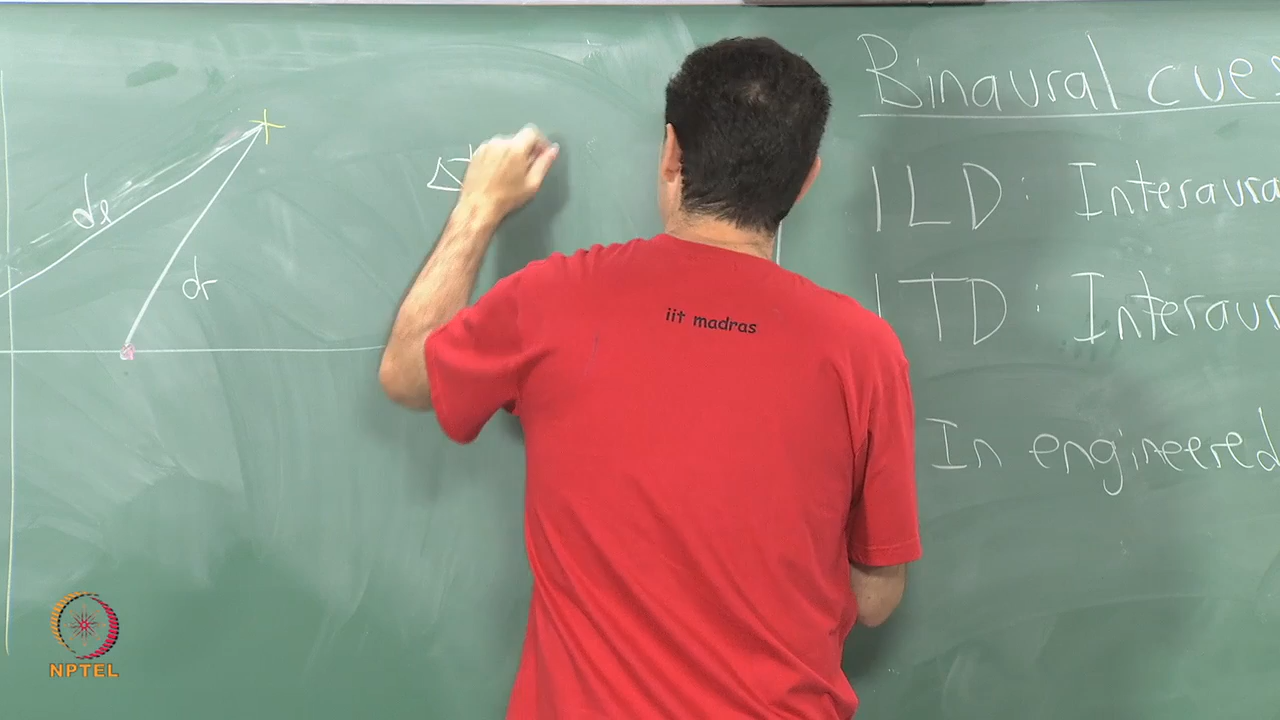 dl
dr
Δ
Binaural cues
ILD: Interaura
ITD: Interaur
In engineered
iit madras
NPTEL